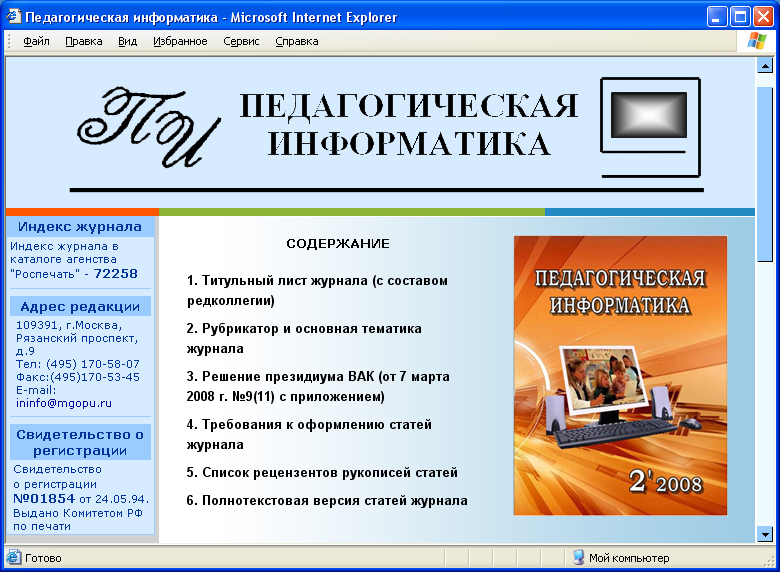 Педагогическая информатика - Microsoft Internet Explorer
Файл Правка Вид Избранное Сервис Справка
ПИ
ПЕДАГОГИЧЕСКАЯ
ИНФОРМАТИКА
Индекс журнала
Индекс журнала в
каталоге агенства
"Роспечать" - 72258
Адрес редакции
109391, г.Москва,
Рязанский проспект,
д.9
Тел: (495) 170-58-07
Факс:(495)170-53-45
E-mail:
ininfo@mgopu.ru
Свидетельство о
регистрации
Свидетельство
о регистрации
№01854 от 24.05.94.
Выдано Комитетом РФ
по печати
СОДЕРЖАНИЕ
1. Титульный лист журнала (с составом
редколлегии)
2. Рубрикатор и основная тематика
журнала
3. Решение президиума ВАК (от 7 марта
2008 г. №9(11) с приложением)
4. Требования к оформлению статей
журнала
5. Список рецензентов рукописей статей
6. Полнотекстовая версия статей журнала
ПЕДАГОГИЧЕСКАЯ
ИНФОРМАТИКА
2' 2008
Готово
Мой компьютер